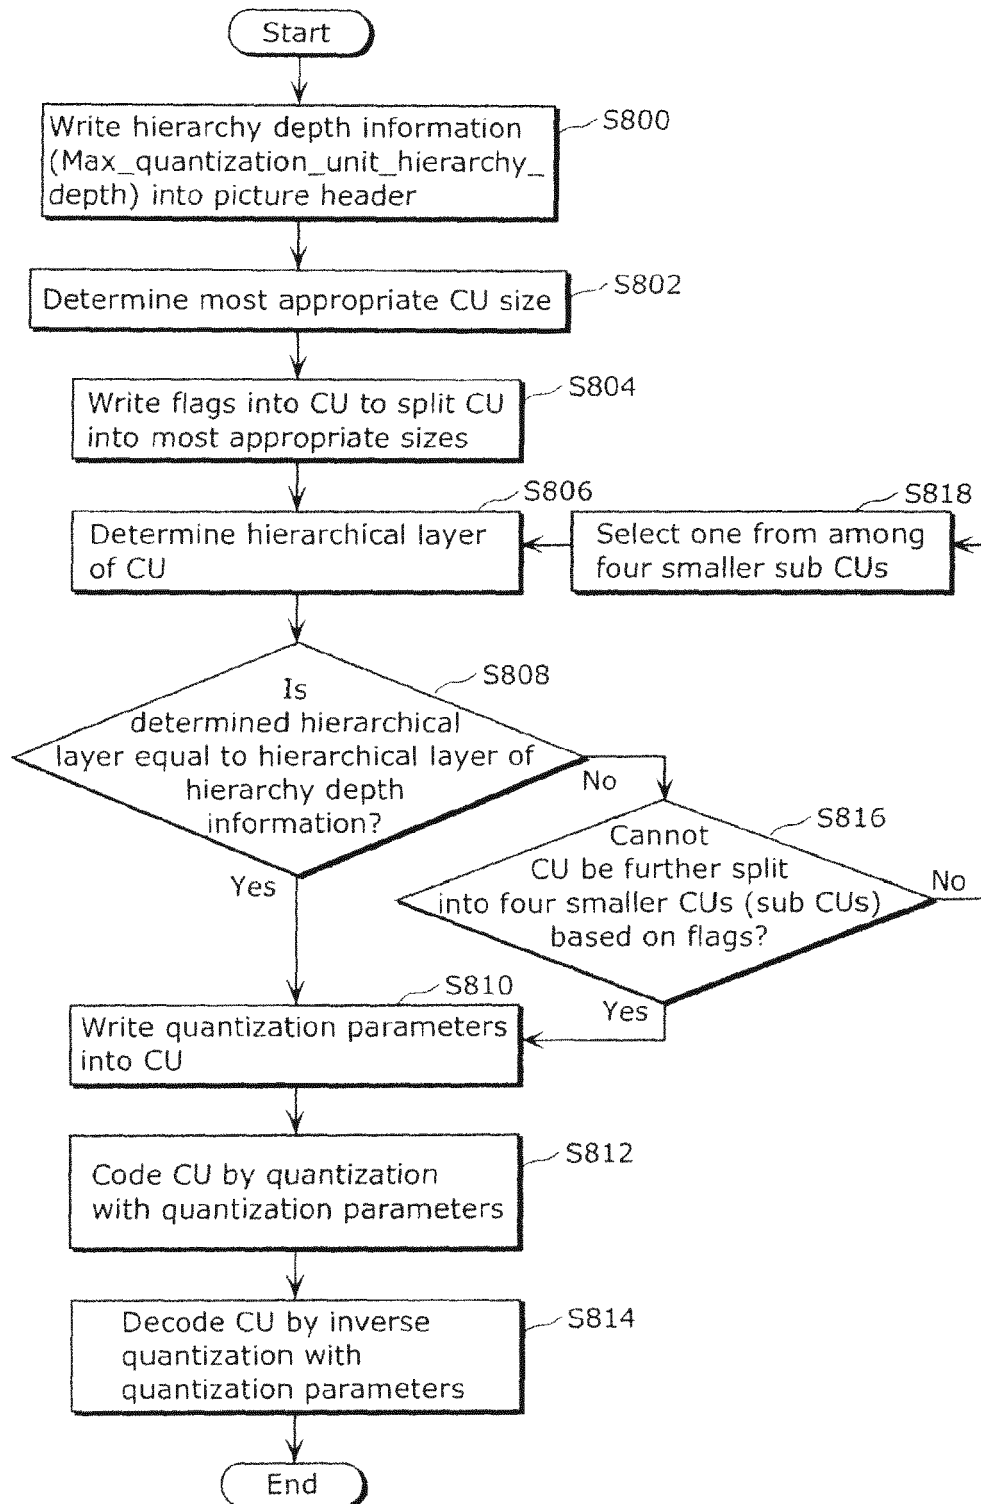 Start
S800
Write hierarchy depth information
(Max_quantization_unit_hierarchy_
depth) into picture header
S802
Determine most appropriate CU size
S804
Write flags into CU to split CU
into most appropriate sizes
S806
Determine hierarchical layer
of CU
S818
Select one from among
four smaller sub CUs
S808
Is
determined hierarchical
layer equal to hierarchical layer of
hierarchy depth
information?
No
Yes
S816
Cannot
CU be further split
into four smaller CUs (sub CUs)
based on flags?
No
Yes
S810
Write quantization parameters
into CU
S812
Code CU by quantization
with quantization parameters
S814
Decode CU by inverse
quantization with
quantization parameters
End